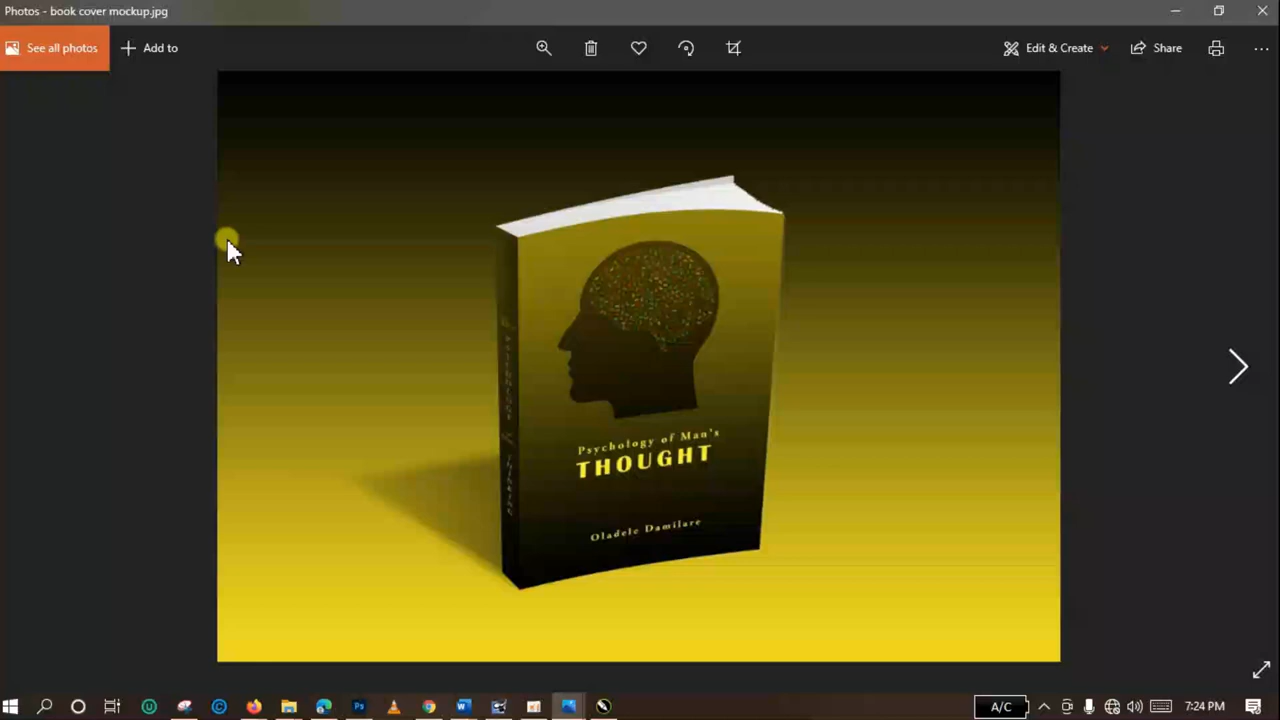 Photos - book cover mockup.jpg
See all photos
Add to
Edit & Create
Share
Psychology of Man's
THOUGHT
Oladele Damilare
A/C
7:24 PM